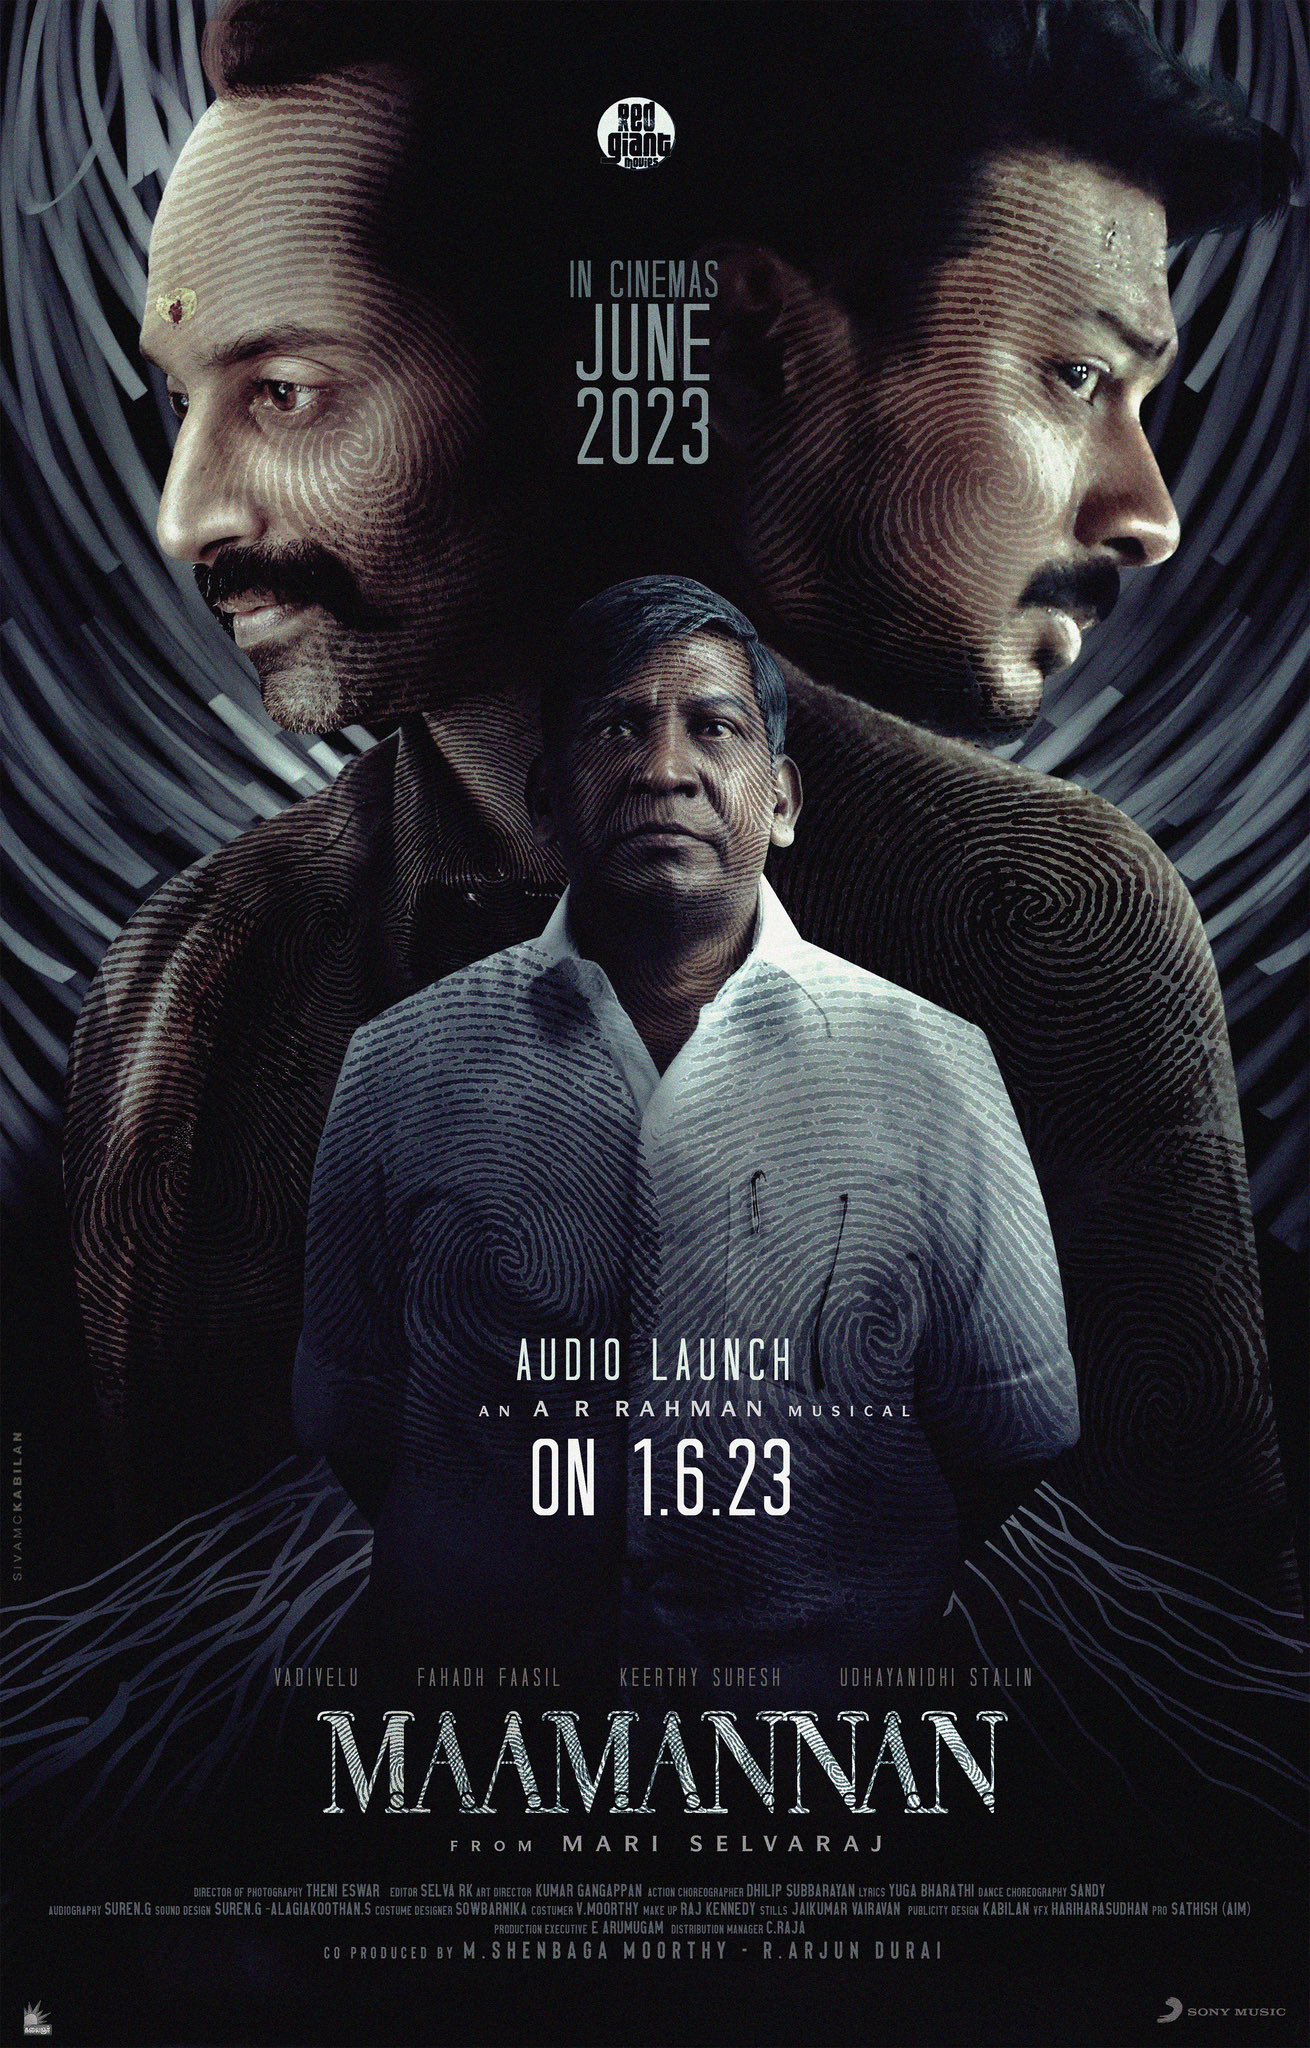 Red
giant
movies
IN CINEMAS
JUNE
2023
AUDIO LAUNCH
AN A R RAHMAN MUSICAL
ON 1.6.23
SIVAMCKABILAN
VADIVELU FAHADH FAASIL KEERTHY SURESH UDHAYANIDHI STALIN
MAAMANNAN
FROM MARI SELVARAJ
DIRECTOR OF PHOTOGRAPHY THENI ESWAR EDITOR SELVA RK ART DIRECTOR KUMAR GANGAPPAN ACTION CHOREOGRAPHER DHILIP SUBBARAYAN LYRICS YUGA BHARATHI DANCE CHOREOGRAPHY SANDY
AUDIOGRAPHY SUREN.G SOUND DESIGN SUREN.G -ALAGIAKOOTHAN.S COSTUME DESIGNER SOWBARNIKA COSTUMER V.MOORTHY MAKE UP RAJ KENNEDY STILLS JAIKUMAR VAIRAVAN PUBLICITY DESIGN KABILAN VFX HARIHARASUDHAN PRO SATHISH (AIM)
PRODUCTION EXECUTIVE E ARUMUGAM DISTRIBUTION MANAGER C.RAJA
CO PRODUCED BY M.SHENBAGA MOORTHY - R.ARJUN DURAI
கலைஞர்
SONY MUSIC